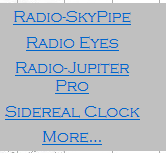 Radio-SkyPipe
Radio Eyes
Radio-Jupiter
Pro
Sidereal Clock
More...